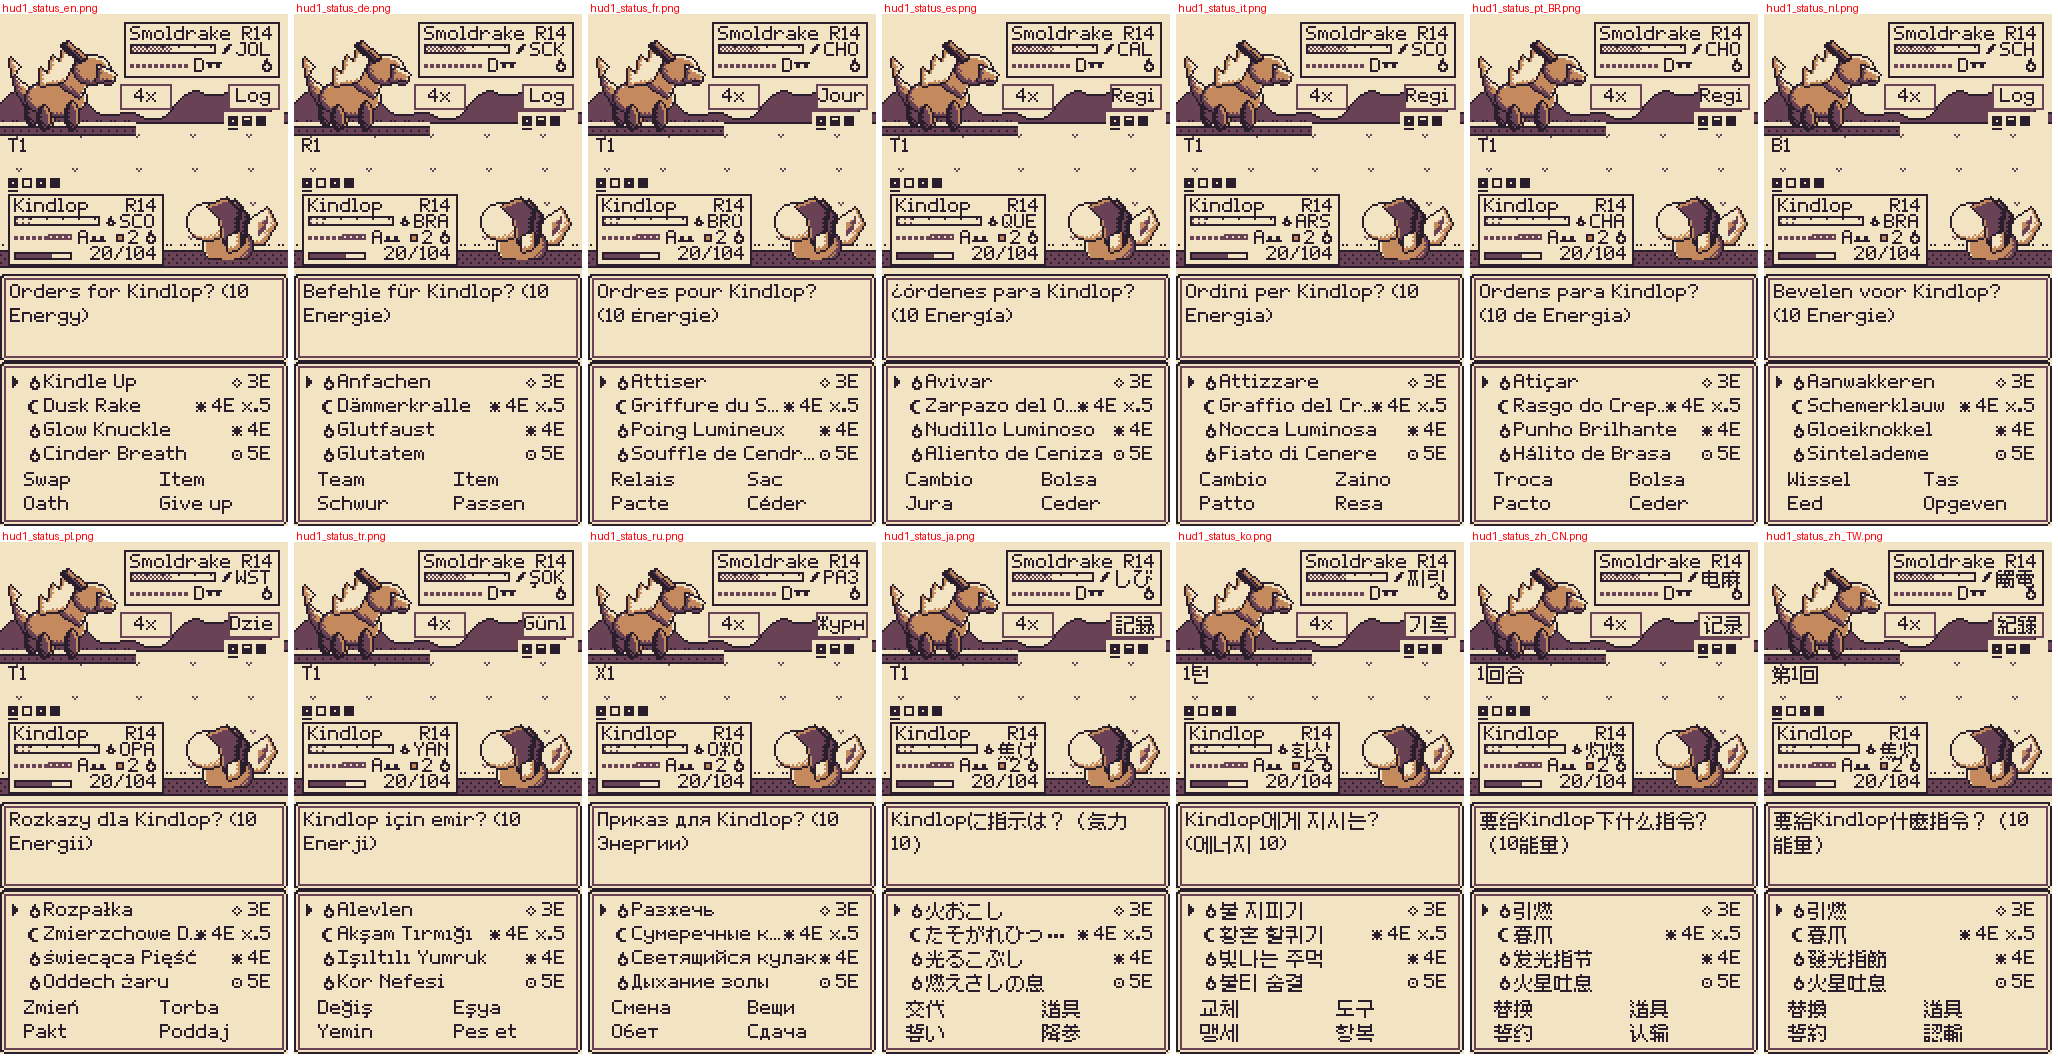 hud1_status_en.png
Smoldrake R14
JOL
4x
Log
T1
Kindlop R14
SCO
A 2
20/104
Orders for Kindlop? (10
Energy)
Kindle Up 3E
Dusk Rake 4E x.5
Glow Knuckle 4E
Cinder Breath 5E
Swap Item
Oath Give up
hud1_status_de.png
Smoldrake R14
SCK
4x
Log
R1
Kindlop R14
BRA
A 2
20/104
Befehle für Kindlop? (10
Energie)
Anfachen 3E
Dämmerkralle 4E x.5
Glutfaust 4E
Glutatem 5E
Team Item
Schwur Passen
hud1_status_fr.png
Smoldrake R14
CHO
4x
Jour
T1
Kindlop R14
BRÛ
A 2
20/104
Ordres pour Kindlop?
(10 énergie)
Attiser 3E
Griffure du S... 4E x.5
Poing Lumineux 4E
Souffle de Cendr... 5E
Relais Sac
Pacte Céder
hud1_status_es.png
Smoldrake R14
CAL
4x
Regi
T1
Kindlop R14
QUE
A 2
20/104
¿órdenes para Kindlop?
(10 Energía)
Avivar 3E
Zarpazo del O... 4E x.5
Nudillo Luminoso 4E
Aliento de Ceniza 5E
Cambio Bolsa
Jura Ceder
hud1_status_it.png
Smoldrake R14
SCO
4x
Regi
T1
Kindlop R14
ARS
A 2
20/104
Ordini per Kindlop? (10
Energia)
Attizzare 3E
Graffio del Cr... 4E x.5
Nocca Luminosa 4E
Fiato di Cenere 5E
Cambio Zaino
Patto Resa
hud1_status_pt_BR.png
Smoldrake R14
CHO
4x
Regi
T1
Kindlop R14
CHA
A 2
20/104
Ordens para Kindlop?
(10 de Energia)
Atiçar 3E
Rasgo do Crep... 4E x.5
Punho Brilhante 4E
Hálito de Brasa 5E
Troca Bolsa
Pacto Ceder
hud1_status_nl.png
Smoldrake R14
SCH
4x
Log
B1
Kindlop R14
BRA
A 2
20/104
Bevelen voor Kindlop?
(10 Energie)
Aanwakkeren 3E
Schemerklauw 4E x.5
Gloeiknokkel 4E
Sintelademe 5E
Wissel Tas
Eed Opgeven
hud1_status_pl.png
Smoldrake R14
WST
4x
Dzie
T1
Kindlop R14
OPA
A 2
20/104
Rozkazy dla Kindlop? (10
Energii)
Rozpałka 3E
Zmierzchowe D... 4E x.5
świecąca Pięść 4E
Oddech żaru 5E
Zmień Torba
Pakt Poddaj
hud1_status_tr.png
Smoldrake R14
ŞOK
4x
Günl
T1
Kindlop R14
YAN
A 2
20/104
Kindlop için emir? (10
Enerji)
Alevlen 3E
Akşam Tırmığı 4E x.5
Işıltılı Yumruk 4E
Kor Nefesi 5E
Değiş Eşya
Yemin Pes et
hud1_status_ru.png
Smoldrake R14
РАЗ
4x
Журн
Х1
Kindlop R14
ОЖО
A 2
20/104
Приказ для Kindlop? (10
Энергии)
Разжечь 3E
Сумеречные к... 4E x.5
Светящийся кулак 4E
Дыхание золы 5E
Смена Вещи
Обет Сдача
hud1_status_ja.png
Smoldrake R14
しび
4x
記録
T1
Kindlop R14
焦げ
A 2
20/104
Kindlopに指示は？（気力
10）
火おこし 3E
たそがれひっ… 4E x.5
光るこぶし 4E
燃えさしの息 5E
交代 道具
誓い 降参
hud1_status_ko.png
Smoldrake R14
찌릿
4x
기록
1턴
Kindlop R14
화상
A 2
20/104
Kindlop에게 지시는?
(에너지 10)
불 지피기 3E
황혼 할퀴기 4E x.5
빛나는 주먹 4E
불티 숨결 5E
교체 도구
맹세 항복
hud1_status_zh_CN.png
Smoldrake R14
电麻
4x
记录
1回合
Kindlop R14
灼烧
A 2
20/104
要给Kindlop下什么指令？
（10能量）
引燃 3E
暮爪 4E x.5
发光指节 4E
火星吐息 5E
替换 道具
誓约 认输
hud1_status_zh_TW.png
Smoldrake R14
4x
紀錄
第1回
Kindlop R14
焦灼
A 2
20/104
要給Kindlop什麼指令？（10
能量）
引燃 3E
暮爪 4E x.5
發光指節 4E
火星吐息 5E
替換 道具
誓約 認輸